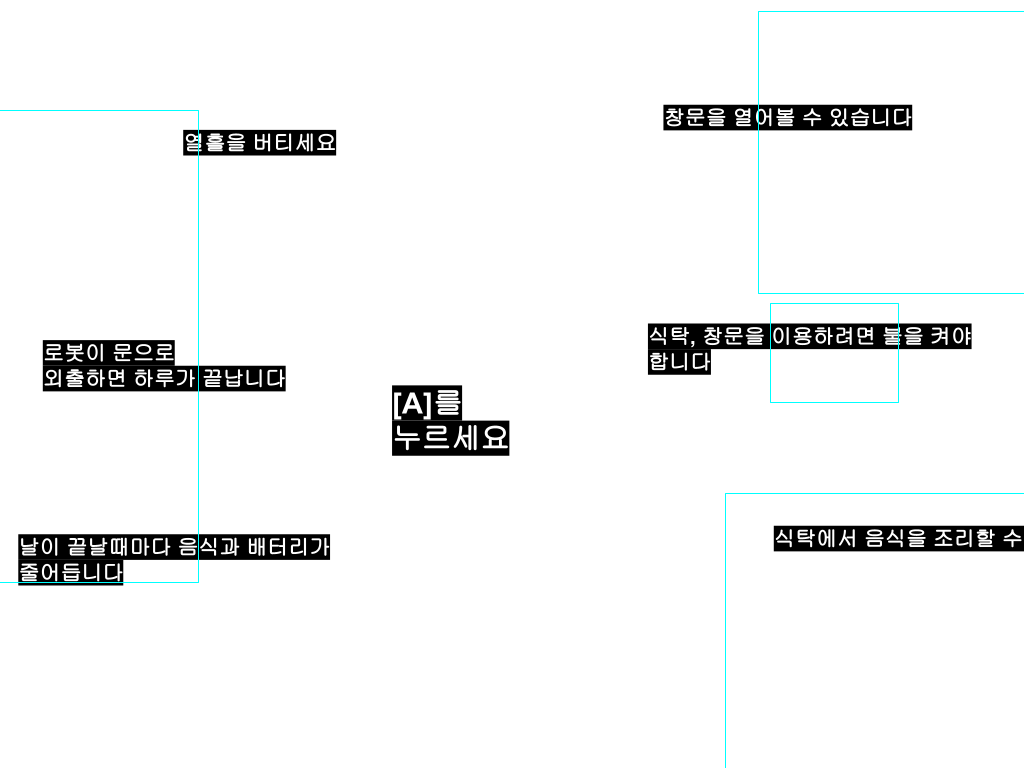 열흘을 버티세요
창문을 열어볼 수 있습니다
로봇이 문으로
외출하면 하루가 끝납니다
식탁, 창문을 이용하려면 불을 켜야
합니다
[A]를
누르세요
날이 끝날때마다 음식과 배터리가
줄어듭니다
식탁에서 음식을 조리할 수